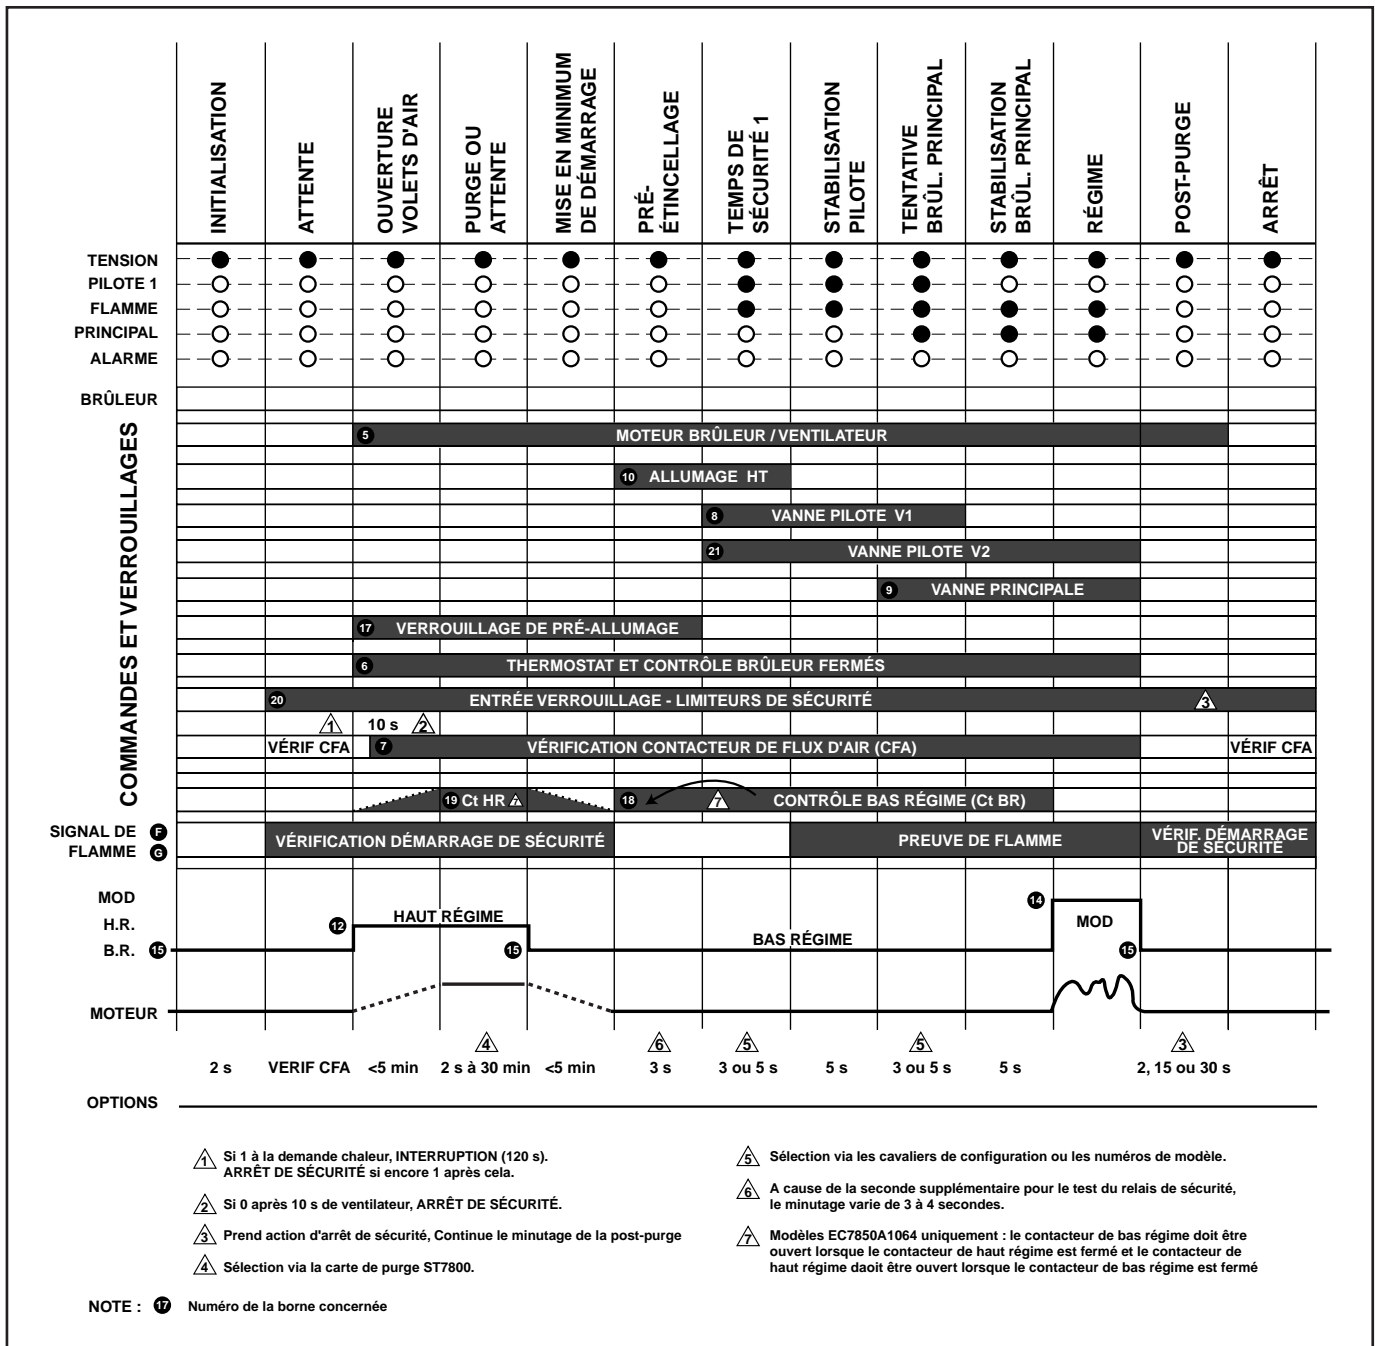 INITIALISATION
ATTENTE
OUVERTURE
VOLETS D'AIR
PURGE OU
ATTENTE
MISE EN MINIMUM
DE DÉMARRAGE
PRÉ-
ÉTINCELLAGE
TEMPS DE
SÉCURITÉ 1
STABILISATION
PILOTE
TENTATIVE
BRÛL. PRINCIPAL
STABILISATION
BRÛL. PRINCIPAL
RÉGIME
POST-PURGE
ARRÊT
TENSION
PILOTE 1
FLAMME
PRINCIPAL
ALARME
BRÛLEUR
COMMANDES ET VERROUILLAGES
5 MOTEUR BRÛLEUR / VENTILATEUR
10 ALLUMAGE HT
8 VANNE PILOTE V1
21 VANNE PILOTE V2
9 VANNE PRINCIPALE
17 VERROUILLAGE DE PRÉ-ALLUMAGE
6 THERMOSTAT ET CONTRÔLE BRÛLEUR FERMÉS
20 ENTRÉE VERROUILLAGE - LIMITEURS DE SÉCURITÉ 3
1 10 s 2
VÉRIF CFA 7 VÉRIFICATION CONTACTEUR DE FLUX D'AIR (CFA) VÉRIF CFA
19 Ct HR 7 18 7 CONTRÔLE BAS RÉGIME (Ct BR)
SIGNAL DE F
FLAMME G
VÉRIFICATION DÉMARRAGE DE SÉCURITÉ
PREUVE DE FLAMME
VÉRIF. DÉMARRAGE
DE SÉCURITÉ
MOD
H.R.
B.R. 15
12 HAUT RÉGIME
15
BAS RÉGIME
14
MOD
15
MOTEUR
4 6 5 5 3
2 s VERIF CFA <5 min 2 s à 30 min <5 min 3 s 3 ou 5 s 5 s 3 ou 5 s 5 s 2, 15 ou 30 s
OPTIONS
1 Si 1 à la demande chaleur, INTERRUPTION (120 s).
ARRÊT DE SÉCURITÉ si encore 1 après cela.
2 Si 0 après 10 s de ventilateur, ARRÊT DE SÉCURITÉ.
3 Prend action d'arrêt de sécurité, Continue le minutage de la post-purge
4 Sélection via la carte de purge ST7800.
5 Sélection via les cavaliers de configuration ou les numéros de modèle.
6 A cause de la seconde supplémentaire pour le test du relais de sécurité,
le minutage varie de 3 à 4 secondes.
7 Modèles EC7850A1064 uniquement : le contacteur de bas régime doit être
ouvert lorsque le contacteur de haut régime est fermé et le contacteur de
haut régime daoit être ouvert lorsque le contacteur de bas régime est fermé
NOTE : 17 Numéro de la borne concernée